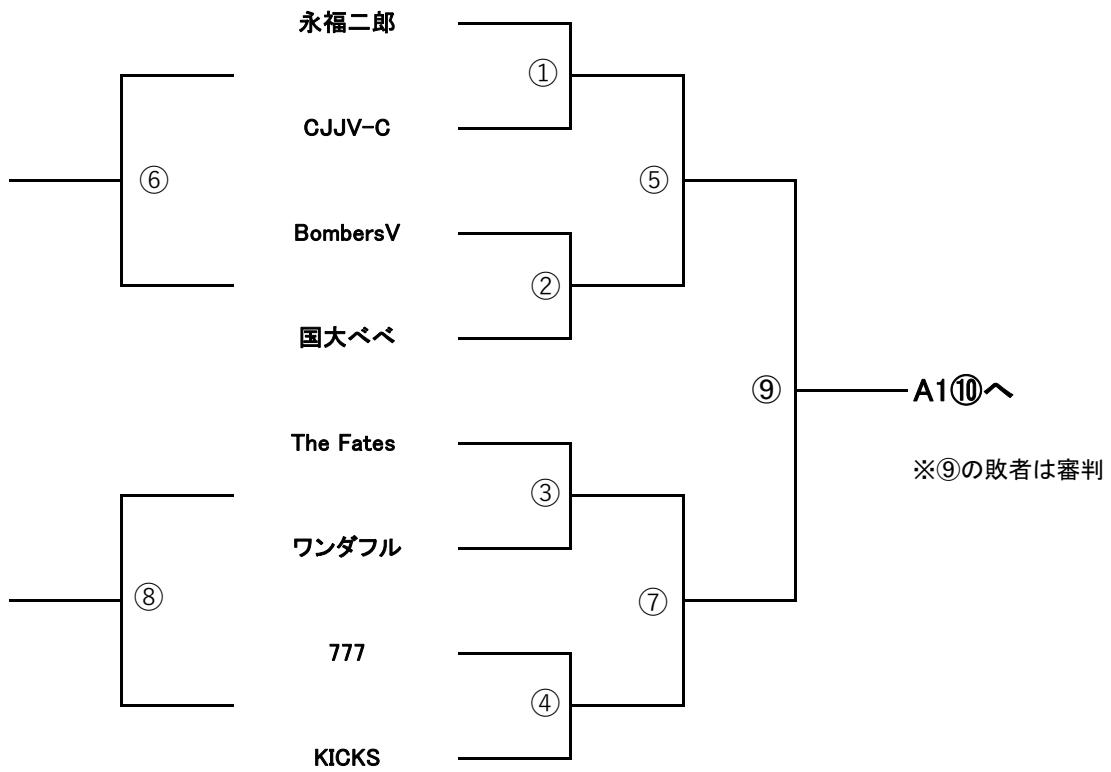 永福二郎
①
CJJV-C
⑥
⑤
BombersV
②
国大べべ
⑨
A1⑩へ
The Fates
※⑨の敗者は審判
③
ワンダフル
⑧
⑦
777
④
KICKS